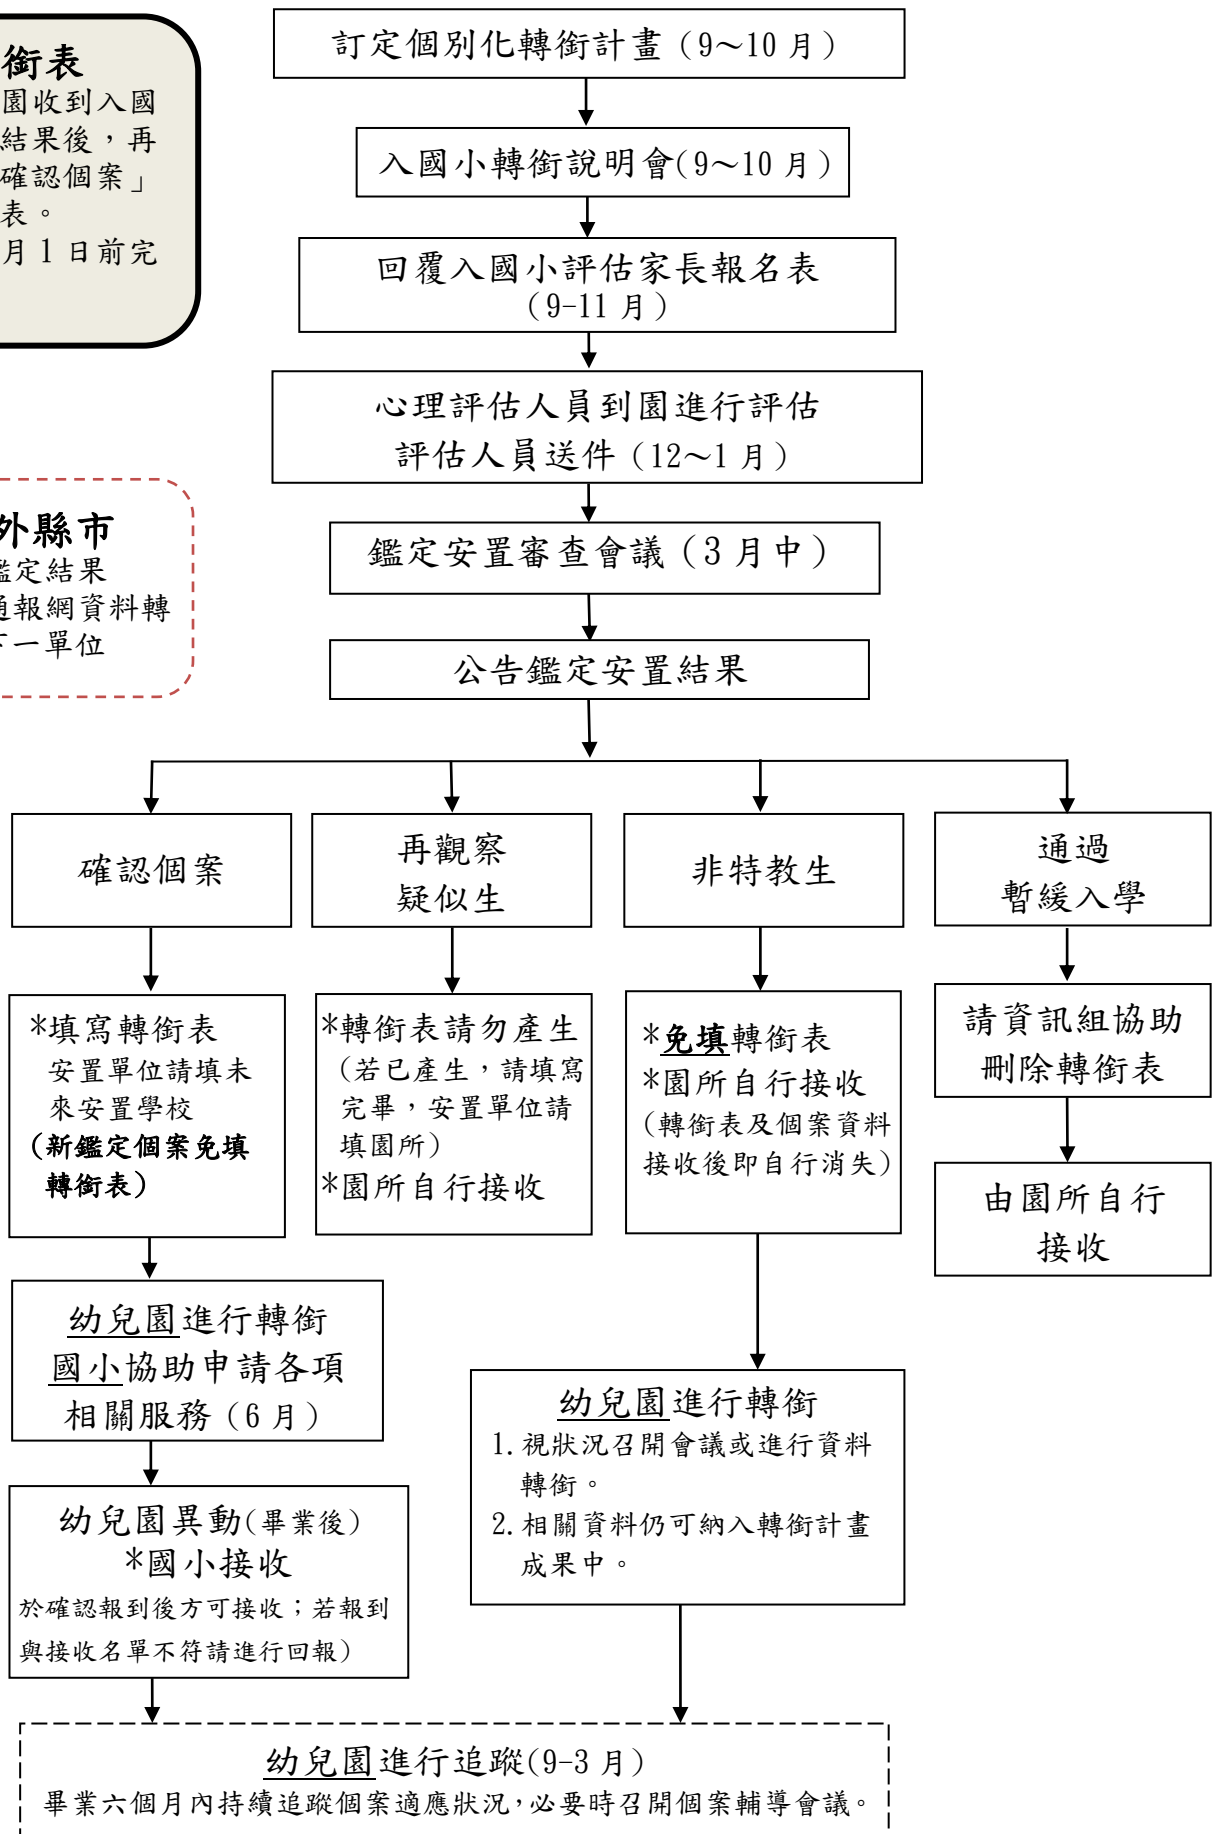 訂定個別化轉銜計畫(9～10月)
入國小轉銜說明會(9～10月)
回覆入國小評估家長報名表
(9-11月)
心理評估人員到園進行評估
評估人員送件(12～1月)
鑑定安置審查會議(3月中)
公告鑑定安置結果
銜表
園收到入國
結果後，再
確認個案」
表。
月1日前完
外縣市
鑑定結果
通報網資料轉
下一單位
確認個案
再觀察
疑似生
非特教生
通過
暫緩入學
*填寫轉銜表
安置單位請填未
來安置學校
(新鑑定個案免填
轉銜表)
*轉銜表請勿產生
(若已產生，請填寫
完畢，安置單位請
填園所)
*園所自行接收
*免填轉銜表
*園所自行接收
(轉銜表及個案資料
接收後即自行消失)
請資訊組協助
刪除轉銜表
由園所自行
接收
幼兒園進行轉銜
國小協助申請各項
相關服務(6月)
幼兒園進行轉銜
1.視狀況召開會議或進行資料
轉銜。
2.相關資料仍可納入轉銜計畫
成果中。
幼兒園異動(畢業後)
*國小接收
於確認報到後方可接收；若報到
與接收名單不符請進行回報)
幼兒園進行追蹤(9-3月)
畢業六個月內持續追蹤個案適應狀況,必要時召開個案輔導會議。